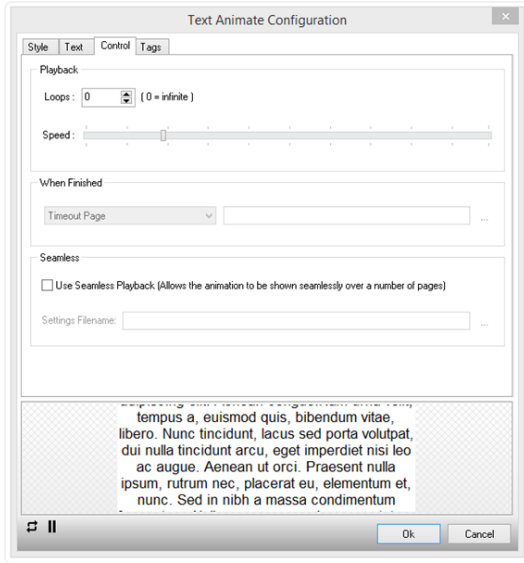 Text Animate Configuration
Style Text Control Tags
Playback
Loops : 0 ( 0 = infinite )
Speed :
When Finished
Timeout Page ...
Seamless
Use Seamless Playback (Allows the animation to be shown seamlessly over a number of pages)
Settings Filename: ...
tempus a, euismod quis, bibendum vitae,
libero. Nunc tincidunt, lacus sed porta volutpat,
dui nulla tincidunt arcu, eget imperdiet nisi leo
ac augue. Aenean ut orci. Praesent nulla
ipsum, rutrum nec, placerat eu, elementum et,
nunc. Sed in nibh a massa condimentum
Ok Cancel